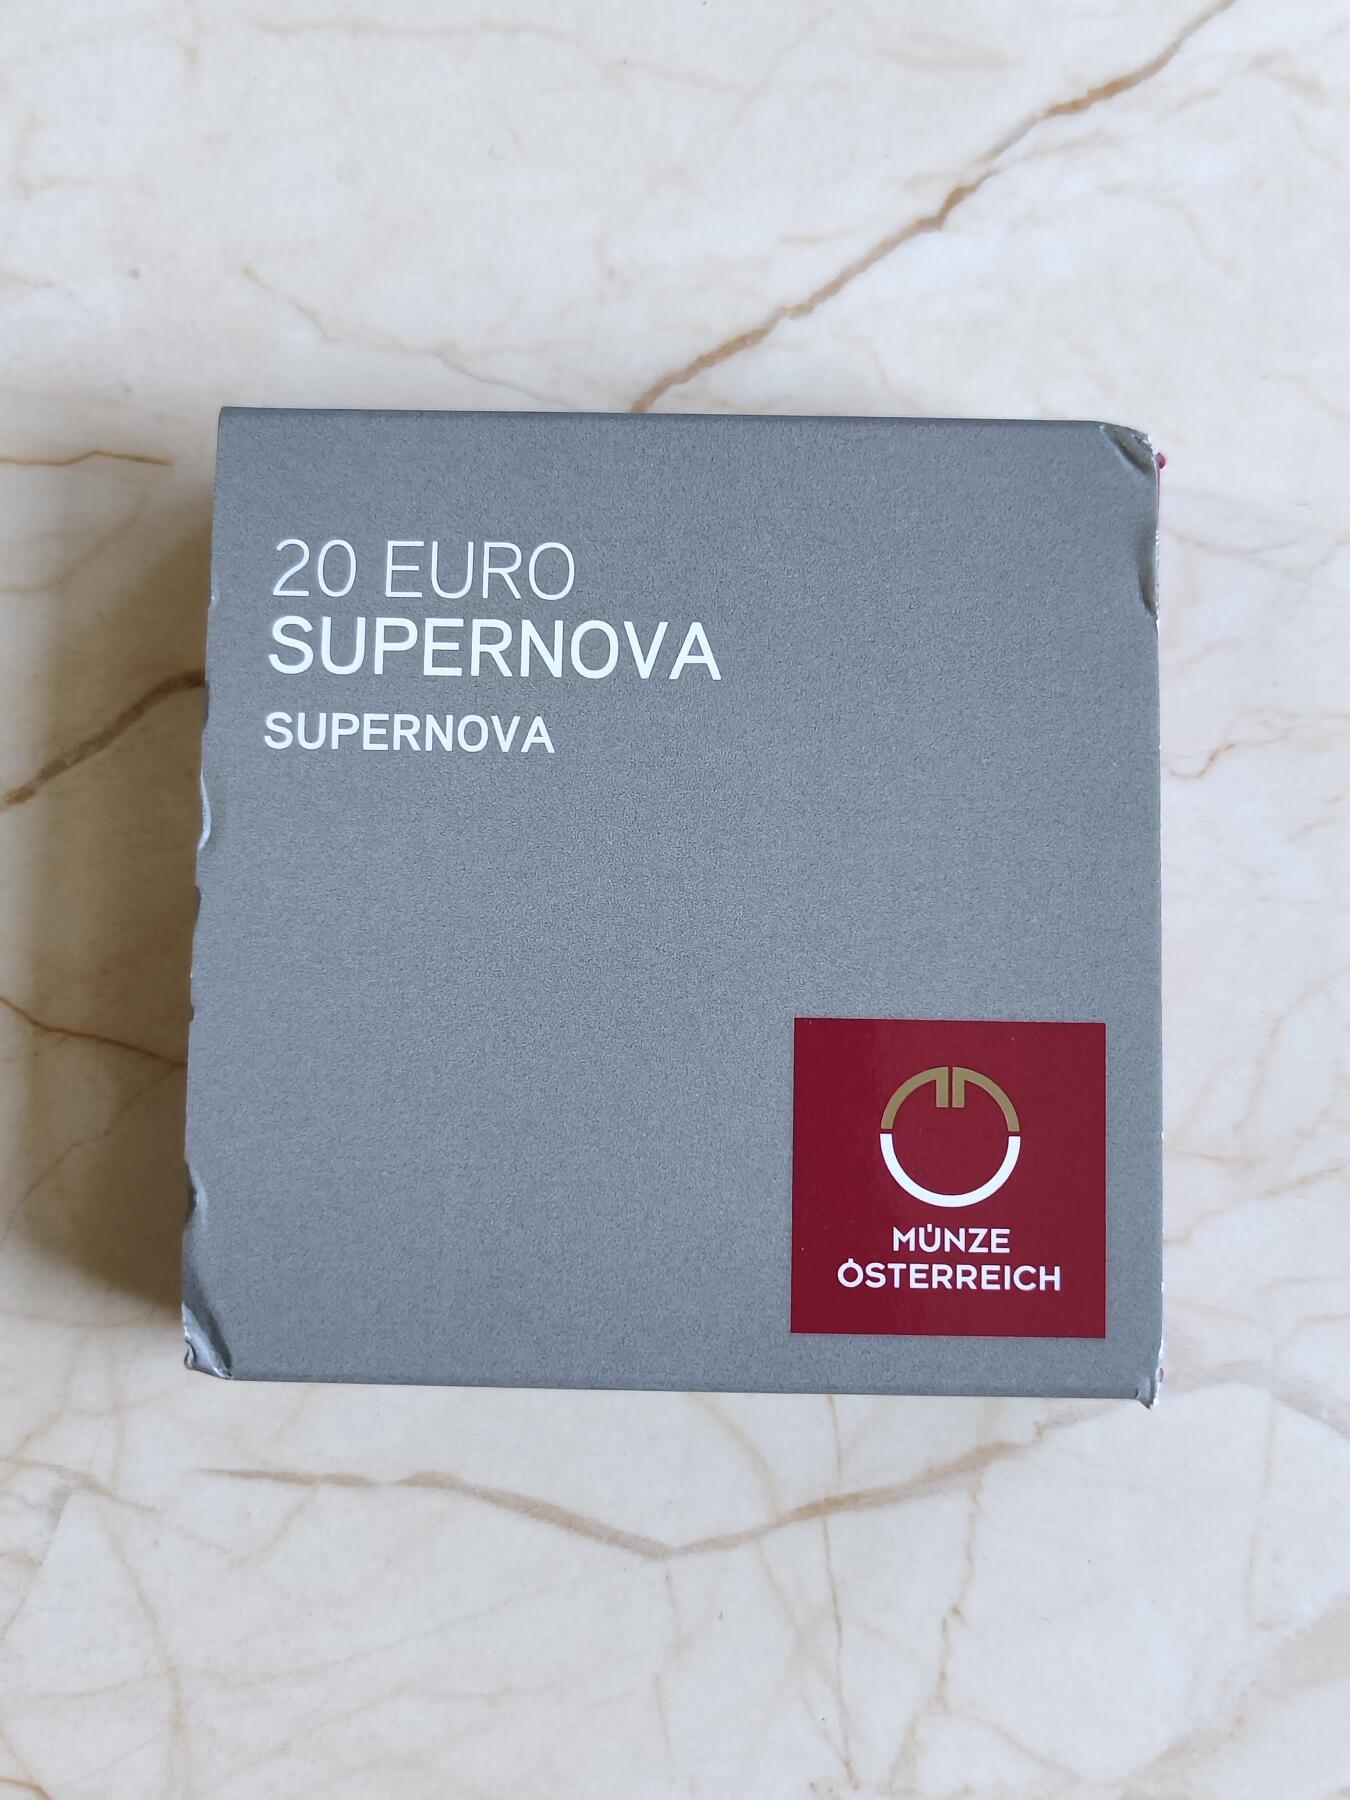 20 EURO
SUPERNOVA
SUPERNOVA
MÜNZE
ÖSTERREICH